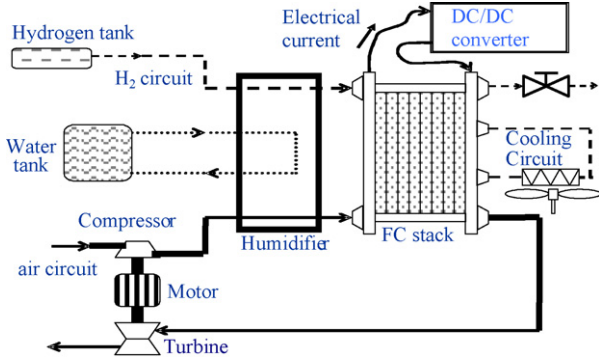 Hydrogen tank
H₂ circuit
Electrical
current
DC/DC
converter
Water
tank
Cooling
Circuit
Compressor
air circuit
Humidifier
FC stack
Motor
Turbine